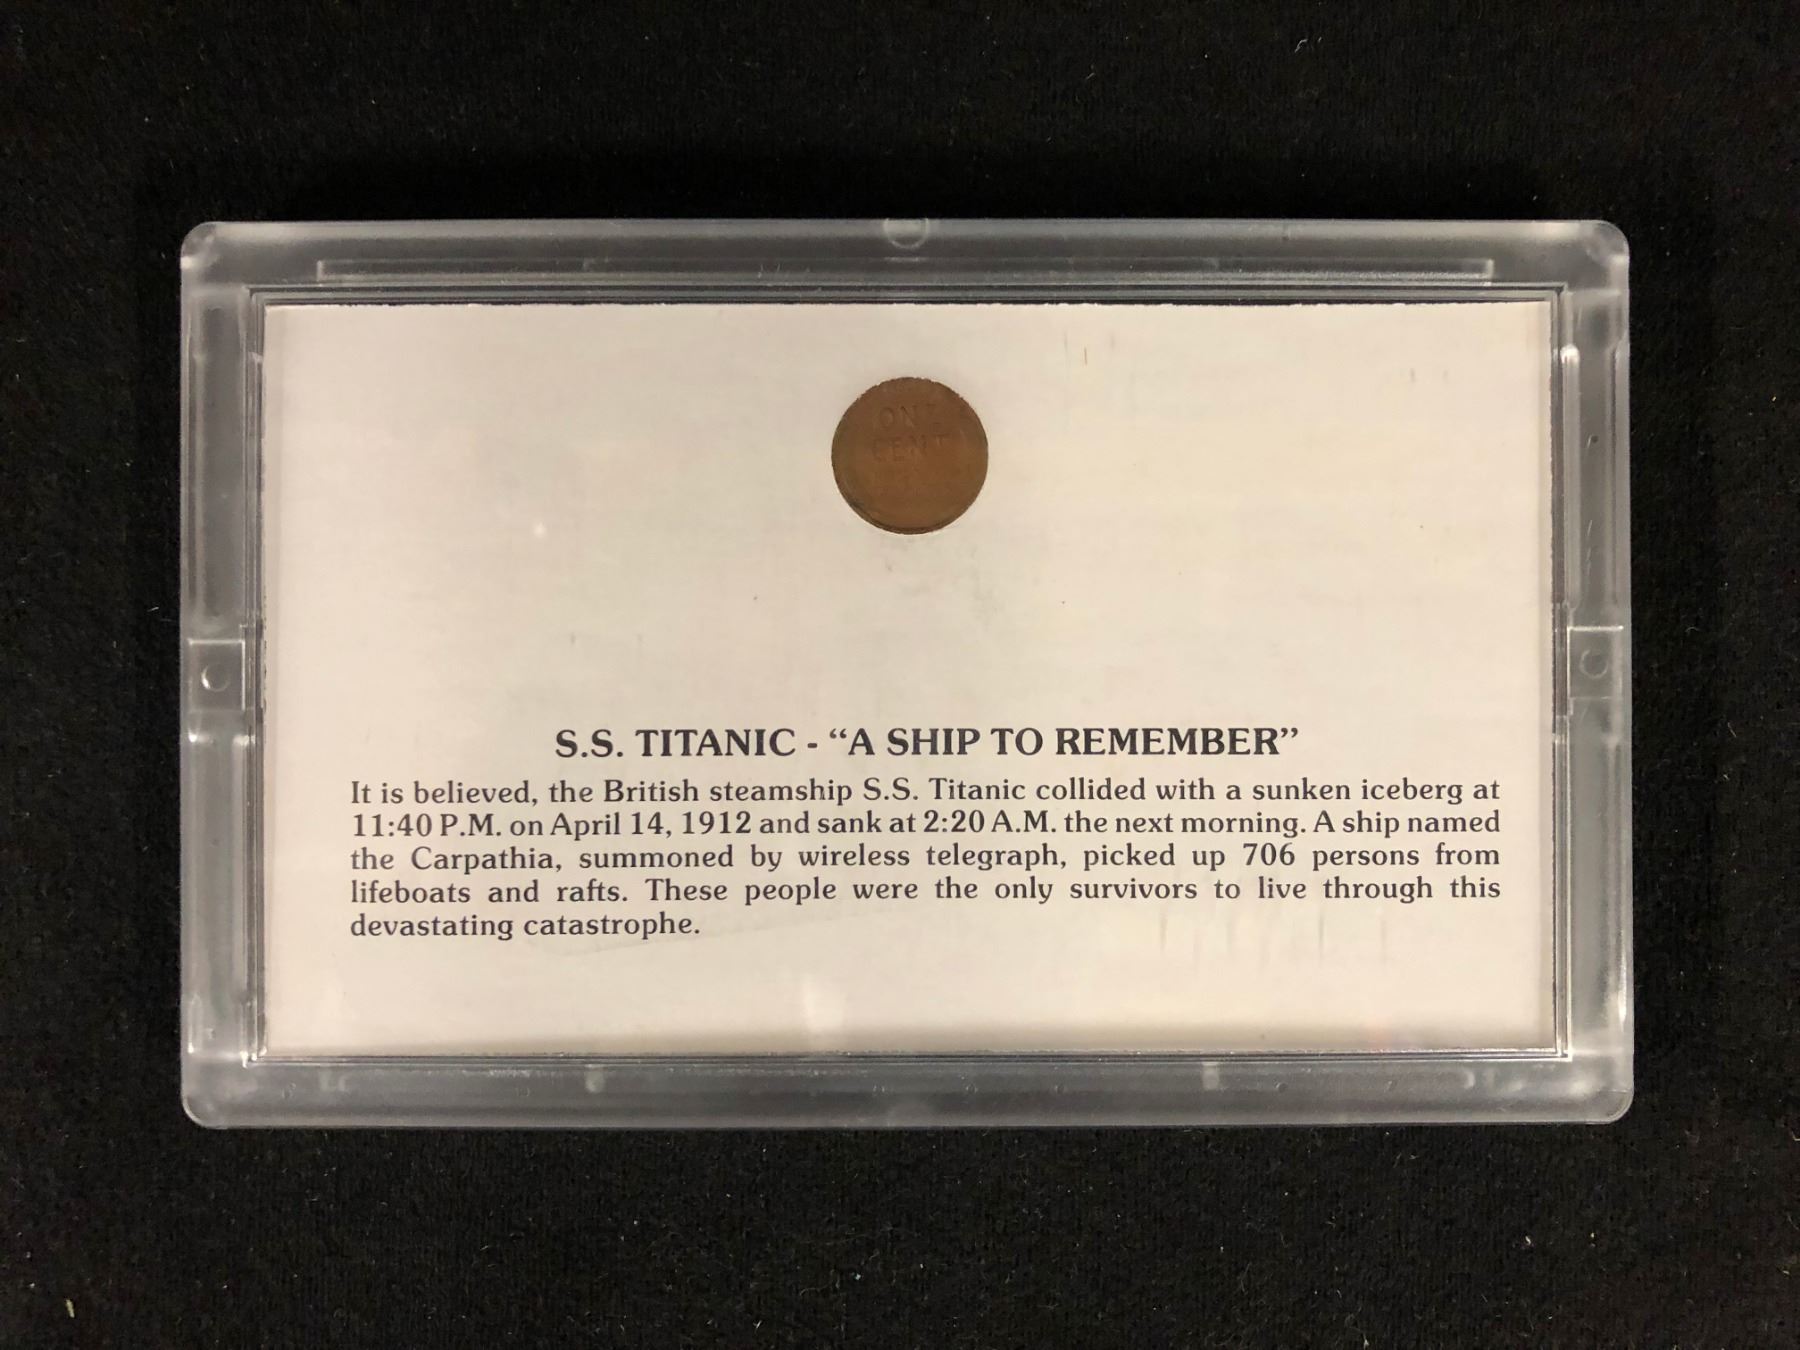 ONE
CENT
S.S. TITANIC - “A SHIP TO REMEMBER”
It is believed, the British steamship S.S. Titanic collided with a sunken iceberg at
11:40 P.M. on April 14, 1912 and sank at 2:20 A.M. the next morning. A ship named
the Carpathia, summoned by wireless telegraph, picked up 706 persons from
lifeboats and rafts. These people were the only survivors to live through this
devastating catastrophe.